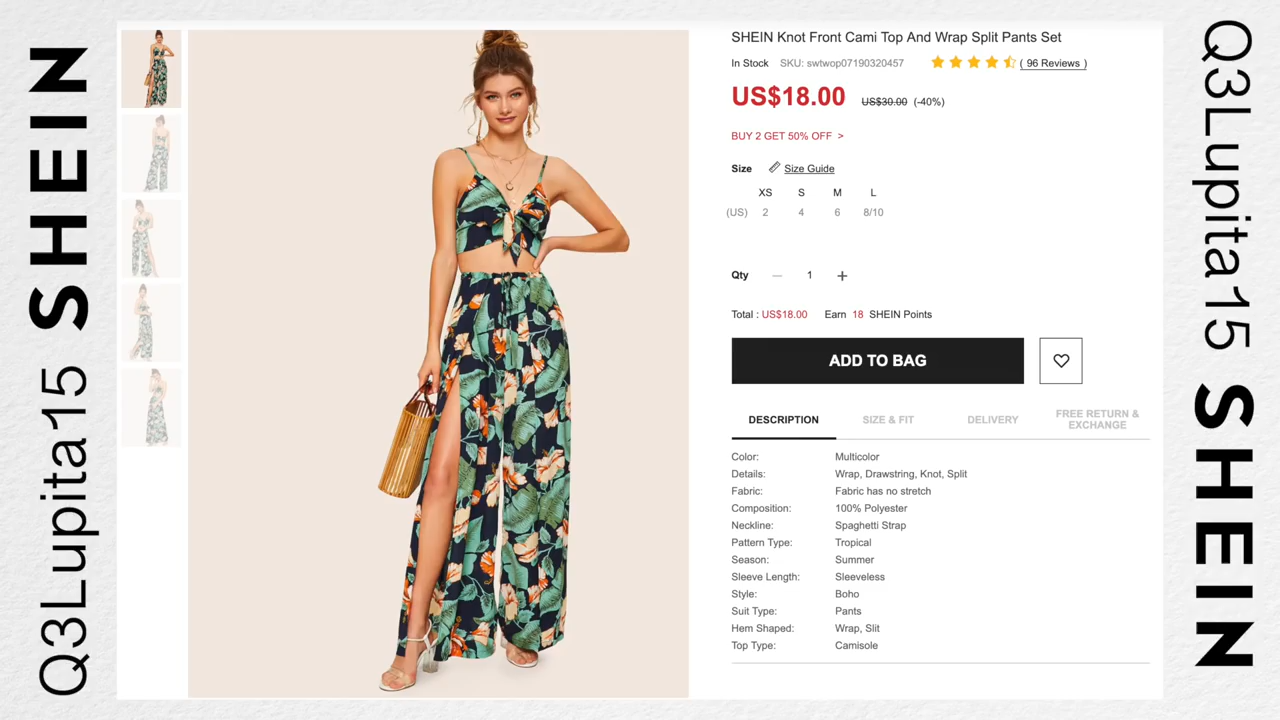 SHEIN
Q3Lupita15
SHEIN Knot Front Cami Top And Wrap Split Pants Set
In Stock SKU: swtwop07190320457 ( 96 Reviews )
US$18.00 US$30.00 (-40%)
BUY 2 GET 50% OFF >
Size Size Guide
XS S M L
(US) 2 4 6 8/10
Qty — 1 +
Total : US$18.00 Earn 18 SHEIN Points
ADD TO BAG
DESCRIPTION SIZE & FIT DELIVERY FREE RETURN & EXCHANGE
Color: Multicolor
Details: Wrap, Drawstring, Knot, Split
Fabric: Fabric has no stretch
Composition: 100% Polyester
Neckline: Spaghetti Strap
Pattern Type: Tropical
Season: Summer
Sleeve Length: Sleeveless
Style: Boho
Suit Type: Pants
Hem Shaped: Wrap, Slit
Top Type: Camisole
Q3Lupita15
SHEIN